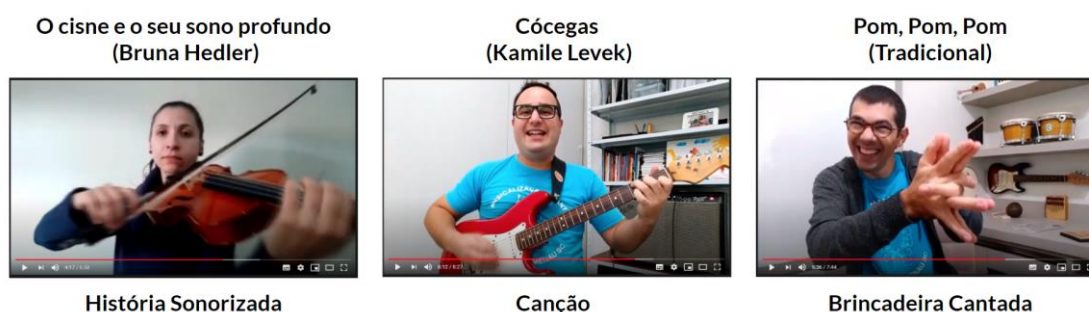 O cisne e o seu sono profundo
(Bruna Hedler)
Cócegas
(Kamile Levek)
Pom, Pom, Pom
(Tradicional)
História Sonorizada
Canção
Brincadeira Cantada